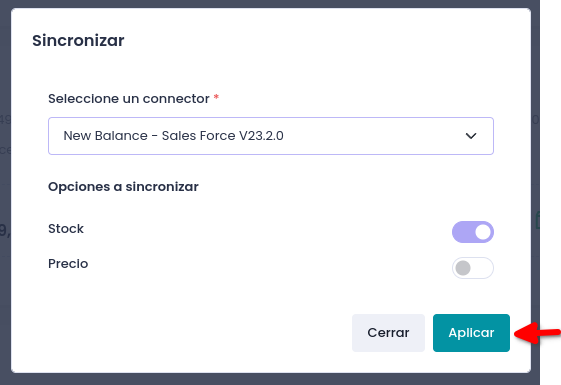 Sincronizar
Seleccione un connector *
New Balance - Sales Force V23.2.0
Opciones a sincronizar
Stock
Precio
Cerrar
Aplicar